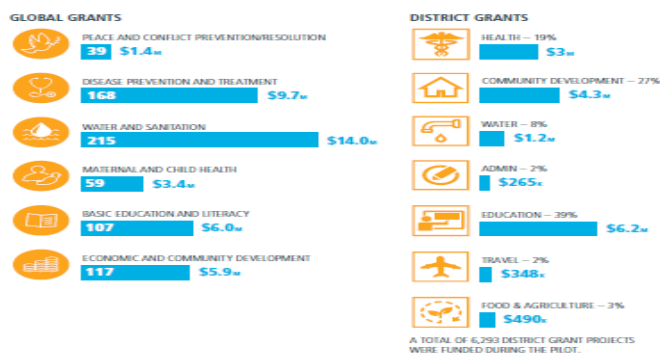 GLOBAL GRANTS
PEACE AND CONFLICT PREVENTION/RESOLUTION
39 $1.4M
DISEASE PREVENTION AND TREATMENT
168 $9.7M
WATER AND SANITATION
215 $14.0M
MATERNAL AND CHILD HEALTH
59 $3.4M
BASIC EDUCATION AND LITERACY
107 $6.0M
ECONOMIC AND COMMUNITY DEVELOPMENT
117 $5.9M
DISTRICT GRANTS
HEALTH – 19%
$3M
COMMUNITY DEVELOPMENT – 27%
$4.3M
WATER – 8%
$1.2M
ADMIN – 2%
$265K
EDUCATION – 39%
$6.2M
TRAVEL – 2%
$348K
FOOD & AGRICULTURE – 3%
$490K
A TOTAL OF 6,293 DISTRICT GRANT PROJECTS
WERE FUNDED DURING THE PILOT.